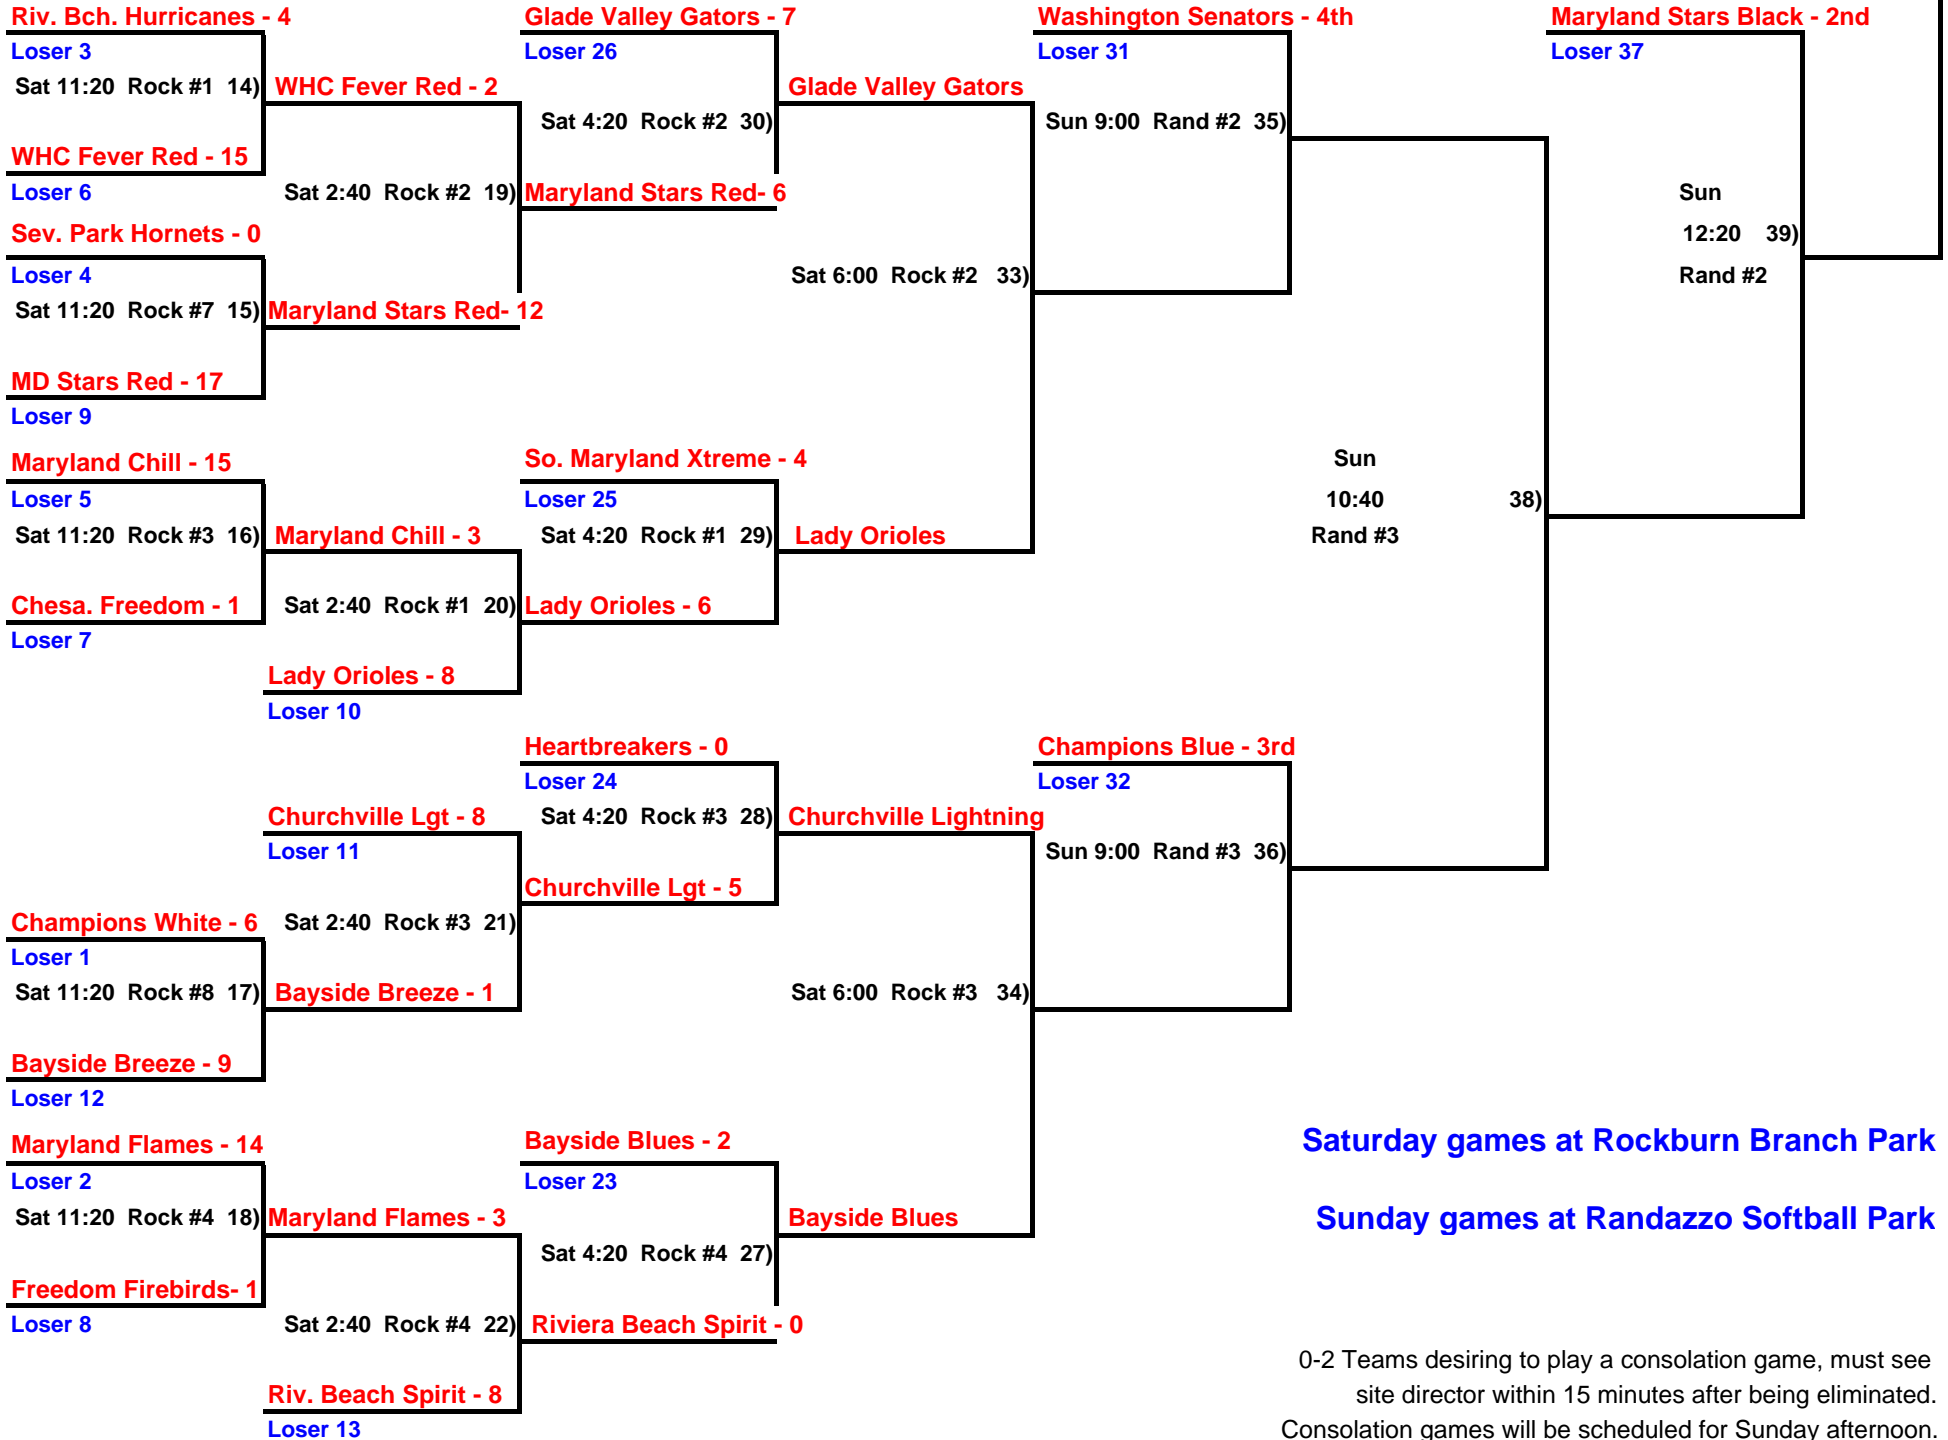 Riv. Bch. Hurricanes - 4
Glade Valley Gators - 7
Washington Senators - 4th
Maryland Stars Black - 2nd
Loser 3
Loser 26
Loser 31
Loser 37
Sat 11:20 Rock #1 14)
WHC Fever Red - 2
Glade Valley Gators
Sat 4:20 Rock #2 30)
Sun 9:00 Rand #2 35)
WHC Fever Red - 15
Loser 6
Sat 2:40 Rock #2 19)
Maryland Stars Red- 6
Sun
Sev. Park Hornets - 0
12:20 39)
Loser 4
Sat 6:00 Rock #2 33)
Rand #2
Sat 11:20 Rock #7 15)
Maryland Stars Red- 12
MD Stars Red - 17
Loser 9
Maryland Chill - 15
So. Maryland Xtreme - 4
Sun
Loser 5
Loser 25
10:40 38)
Sat 11:20 Rock #3 16)
Maryland Chill - 3
Sat 4:20 Rock #1 29)
Lady Orioles
Rand #3
Chesa. Freedom - 1
Sat 2:40 Rock #1 20)
Lady Orioles - 6
Loser 7
Lady Orioles - 8
Loser 10
Heartbreakers - 0
Champions Blue - 3rd
Loser 24
Loser 32
Churchville Lgt - 8
Sat 4:20 Rock #3 28)
Churchville Lightning
Loser 11
Sun 9:00 Rand #3 36)
Churchville Lgt - 5
Champions White - 6
Sat 2:40 Rock #3 21)
Loser 1
Sat 11:20 Rock #8 17)
Bayside Breeze - 1
Sat 6:00 Rock #3 34)
Bayside Breeze - 9
Loser 12
Maryland Flames - 14
Bayside Blues - 2
Saturday games at Rockburn Branch Park
Loser 2
Loser 23
Sat 11:20 Rock #4 18)
Maryland Flames - 3
Bayside Blues
Sunday games at Randazzo Softball Park
Sat 4:20 Rock #4 27)
Freedom Firebirds- 1
Loser 8
Sat 2:40 Rock #4 22)
Riviera Beach Spirit - 0
0-2 Teams desiring to play a consolation game, must see
site director within 15 minutes after being eliminated.
Riv. Beach Spirit - 8
Loser 13
Consolation games will be scheduled for Sunday afternoon.